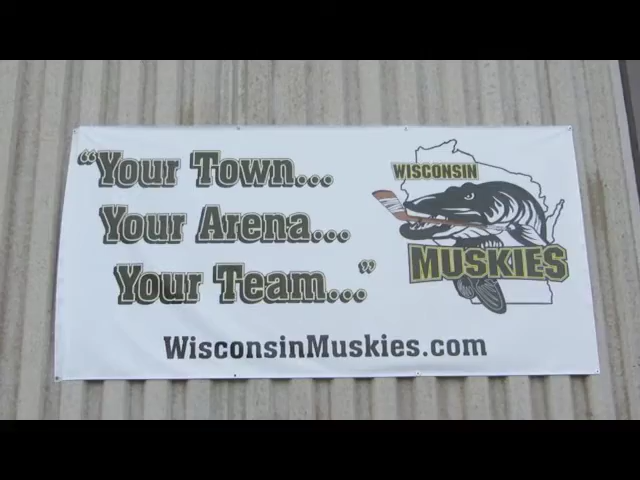 “Your Town...
Your Arena...
Your Team...”
WisconsinMuskies.com
WISCONSIN
MUSKIES